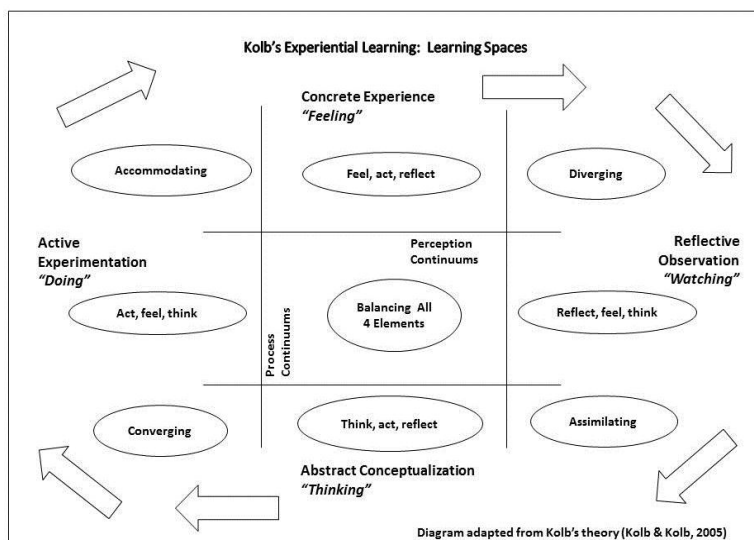 Kolb's Experiential Learning: Learning Spaces
Concrete Experience
"Feeling"
Accommodating
Feel, act, reflect
Diverging
Active
Experimentation
"Doing"
Perception
Continuums
Reflective
Observation
"Watching"
Act, feel, think
Process
Continuums
Balancing All
4 Elements
Reflect, feel, think
Converging
Think, act, reflect
Assimilating
Abstract Conceptualization
"Thinking"
Diagram adapted from Kolb's theory (Kolb & Kolb, 2005)